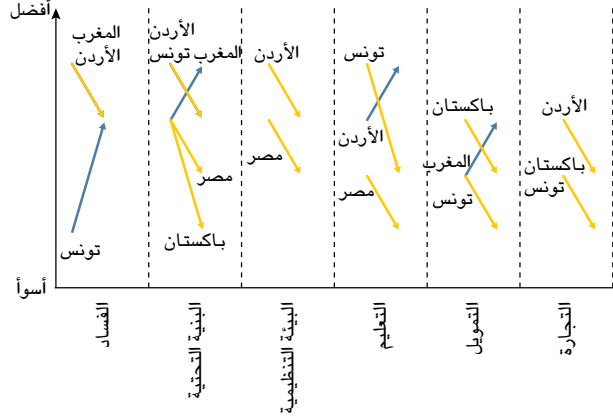 أفضل
المغرب
الأردن
تونس
الأردن
تونس المغرب
مصر
باكستان
الأردن
مصر
تونس
الأردن
مصر
باكستان
المغرب
تونس
الأردن
باكستان
تونس
أسوأ
الفساد
البنية التحتية
البيئة التنظيمية
التعليم
التمويل
التجارة